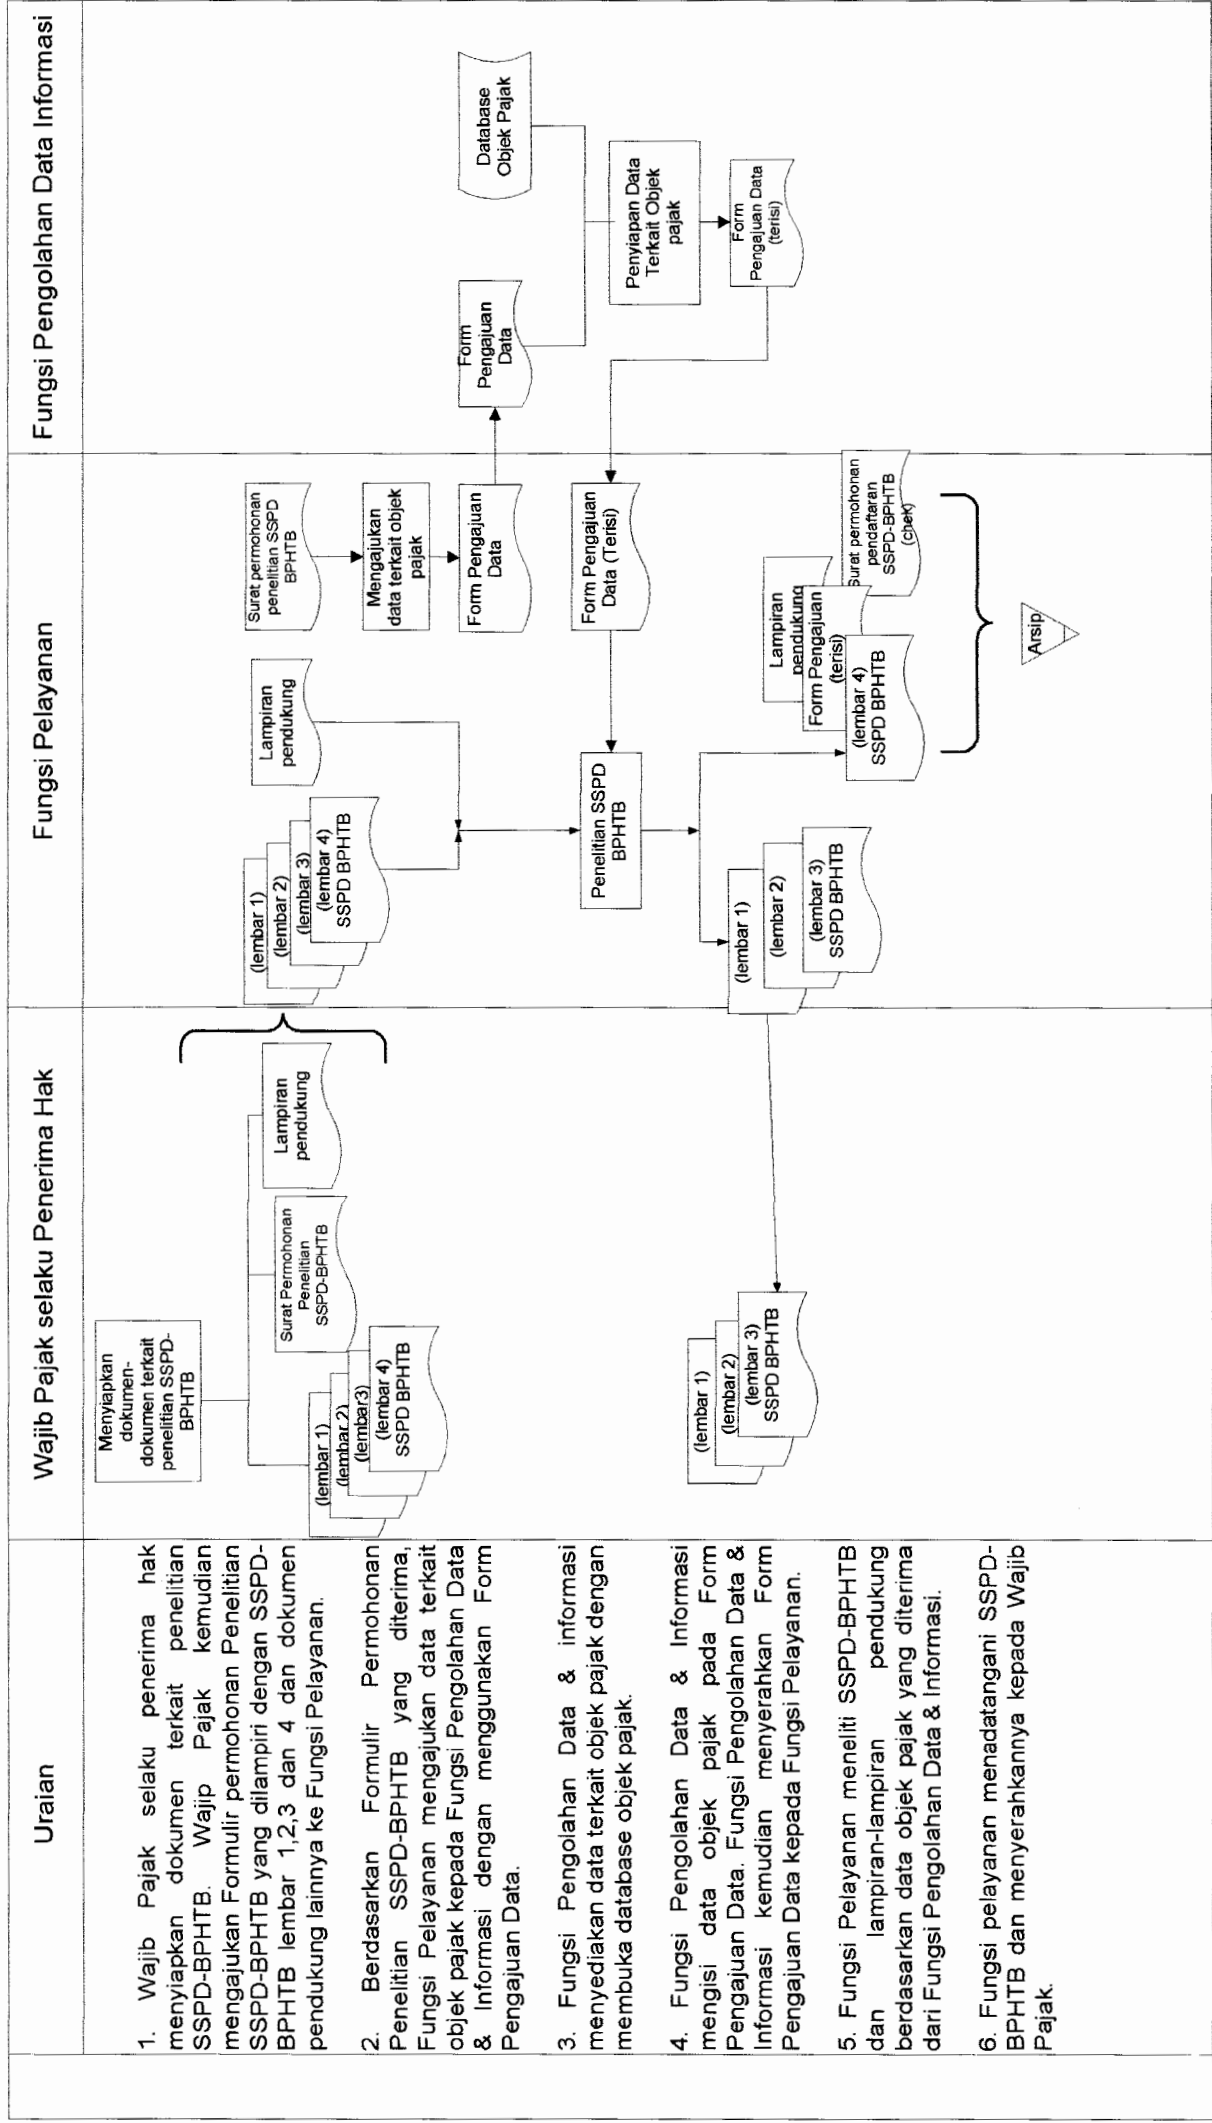 Uraian
Wajib Pajak selaku Penerima Hak
Fungsi Pelayanan
Fungsi Pengolahan Data Informasi
1. Wajib Pajak selaku penerima hak
menyiapkan dokumen terkait penelitian
SSPD-BPHTB. Wajip Pajak kemudian
mengajukan Formulir permohonan Penelitian
SSPD-BPHTB yang dilampiri dengan SSPD-
BPHTB lembar 1,2,3 dan 4 dan dokumen
pendukung lainnya ke Fungsi Pelayanan.
2. Berdasarkan Formulir Permohonan
Penelitian SSPD-BPHTB yang diterima,
Fungsi Pelayanan mengajukan data terkait
objek pajak kepada Fungsi Pengolahan Data
& Informasi dengan menggunakan Form
Pengajuan Data.
3. Fungsi Pengolahan Data & informasi
menyediakan data terkait objek pajak dengan
membuka database objek pajak.
4. Fungsi Pengolahan Data & Informasi
mengisi data objek pajak pada Form
Pengajuan Data. Fungsi Pengolahan Data &
Informasi kemudian menyerahkan Form
Pengajuan Data kepada Fungsi Pelayanan.
5. Fungsi Pelayanan meneliti SSPD-BPHTB
dan lampiran-lampiran pendukung
berdasarkan data objek pajak yang diterima
dari Fungsi Pengolahan Data & Informasi.
6. Fungsi pelayanan menadatangani SSPD-
BPHTB dan menyerahkannya kepada Wajib
Pajak.
Menyiapkan
dokumen-
dokumen terkait
penelitian SSPD-
BPHTB
(lembar 1)
(lembar 2)
(lembar3)
(lembar 4)
SSPD BPHTB
Surat Permohonan
Penelitian
SSPD-BPHTB
Lampiran
pendukung
(lembar 1)
(lembar 2)
(lembar 3)
SSPD BPHTB
(lembar 1)
(lembar 2)
(lembar 3)
(lembar 4)
SSPD BPHTB
Lampiran
pendukung
Surat permohonan
penelitian SSPD
BPHTB
Mengajukan
data terkait objek
pajak
Form Pengajuan
Data
Form Pengajuan
Data (Terisi)
Penelitian SSPD
BPHTB
(lembar 1)
(lembar 2)
(lembar 3)
SSPD BPHTB
Lampiran
pendukung
Form Pengajuan
(terisi)
(lembar 4)
SSPD BPHTB
Surat permohonan
pendaftaran
SSPD-BPHTB
(chek)
Arsip
Form
Pengajuan
Data
Database
Objek Pajak
Penyiapan Data
Terkait Objek
pajak
Form
Pengajuan Data
(terisi)